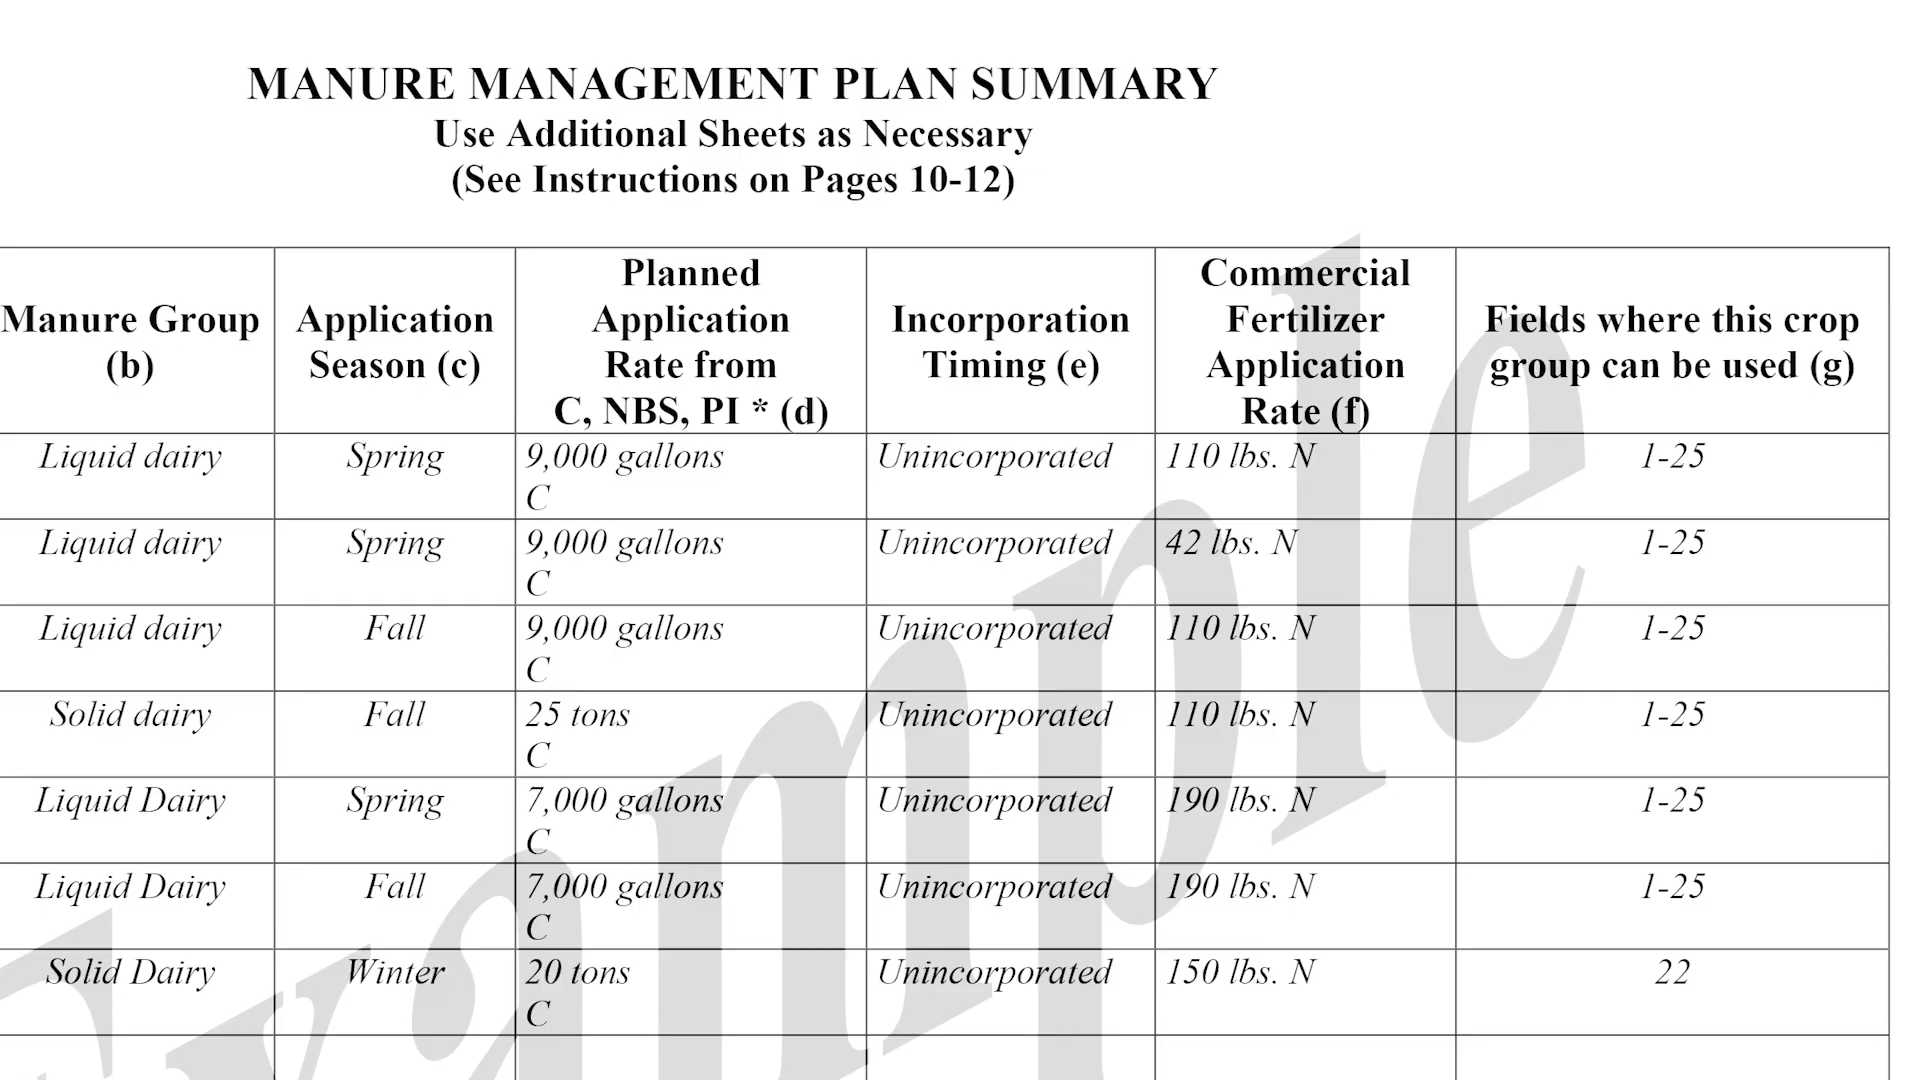 MANURE MANAGEMENT PLAN SUMMARY
Use Additional Sheets as Necessary
(See Instructions on Pages 10-12)
Manure Group (b) Application Season (c) Planned Application Rate from C, NBS, PI * (d) Incorporation Timing (e) Commercial Fertilizer Application Rate (f) Fields where this crop group can be used (g)
Liquid dairy Spring 9,000 gallons C Unincorporated 110 lbs. N 1-25
Liquid dairy Spring 9,000 gallons C Unincorporated 42 lbs. N 1-25
Liquid dairy Fall 9,000 gallons C Unincorporated 110 lbs. N 1-25
Solid dairy Fall 25 tons C Unincorporated 110 lbs. N 1-25
Liquid Dairy Spring 7,000 gallons C Unincorporated 190 lbs. N 1-25
Liquid Dairy Fall 7,000 gallons C Unincorporated 190 lbs. N 1-25
Solid Dairy Winter 20 tons C Unincorporated 150 lbs. N 22
Example